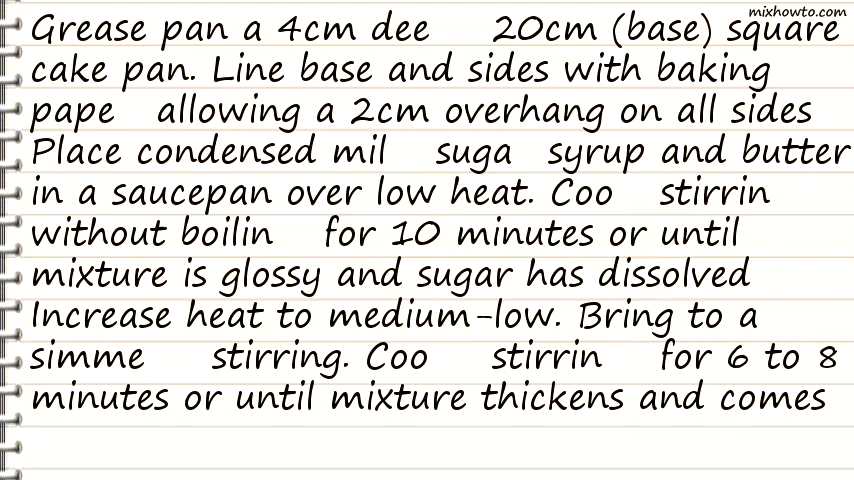 mixhowto.com
Grease pan a 4cm dee 20cm (base) square
cake pan. Line base and sides with baking
pape allowing a 2cm overhang on all sides
Place condensed mil suga syrup and butter
in a saucepan over low heat. Coo stirrin
without boilin for 10 minutes or until
mixture is glossy and sugar has dissolved
Increase heat to medium-low. Bring to a
simme stirring. Coo stirrin for 6 to 8
minutes or until mixture thickens and comes